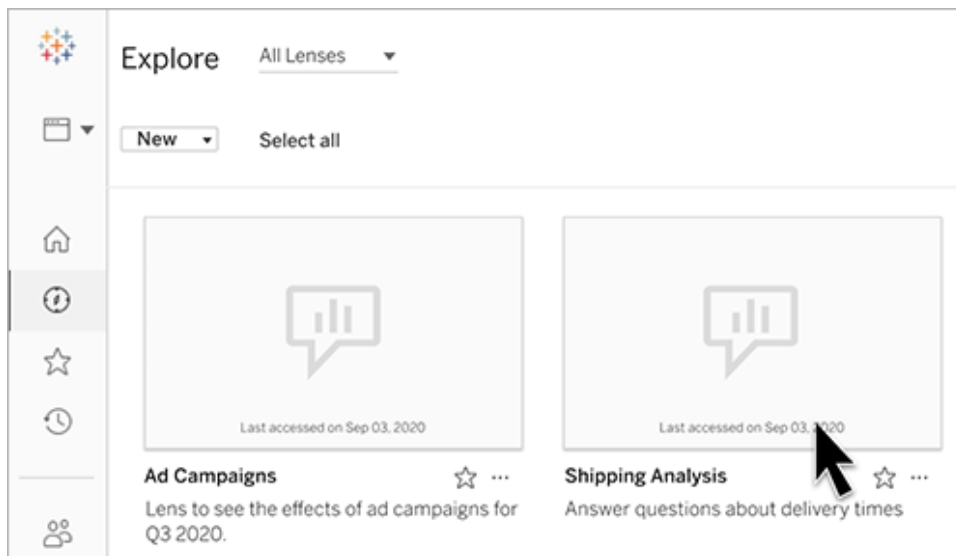 Explore
All Lenses
New
Select all
Last accessed on Sep 03, 2020
Last accessed on Sep 03, 2020
Ad Campaigns
Shipping Analysis
Lens to see the effects of ad campaigns for
Q3 2020.
Answer questions about delivery times